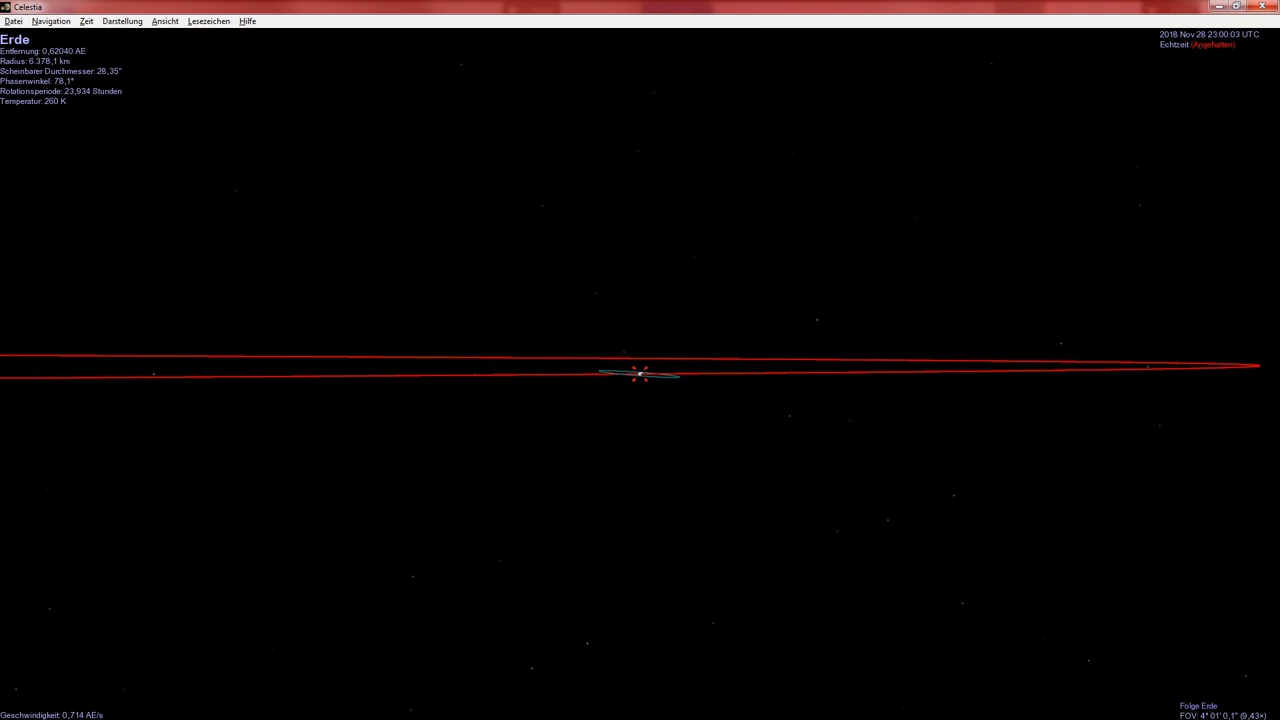 Celestia
Datei Navigation Zeit Darstellung Ansicht Lesezeichen Hilfe
Erde
Entfernung: 0,62040 AE
Radius: 6.378,1 km
Scheinbarer Durchmesser: 28,35"
Phasenwinkel: 78,1°
Rotationsperiode: 23,934 Stunden
Temperatur: 260 K
2018 Nov 28 23:00:03 UTC
Echtzeit (Angehalten)
Geschwindigkeit: 0,714 AE/s
Folge Erde
FOV: 4° 01' 0,1" (9,43×)